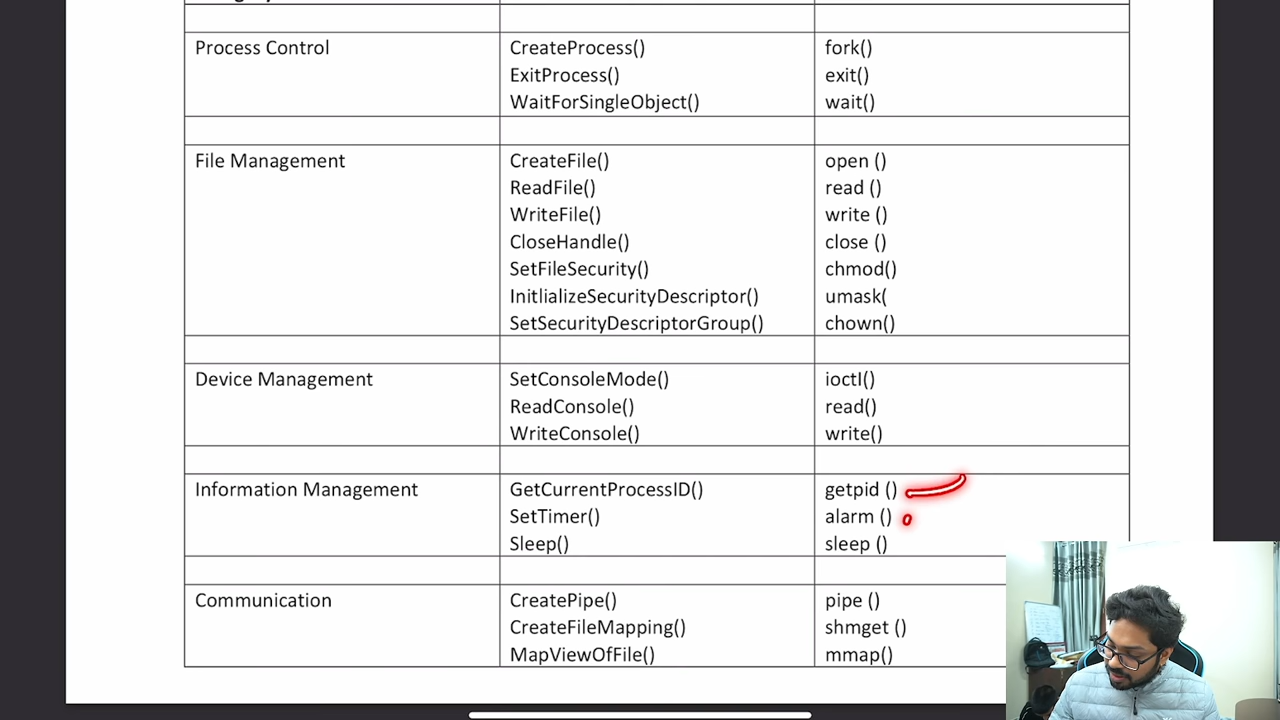 Process Control CreateProcess() fork()
ExitProcess() exit()
WaitForSingleObject() wait()
File Management CreateFile() open ()
ReadFile() read ()
WriteFile() write ()
CloseHandle() close ()
SetFileSecurity() chmod()
InitlializeSecurityDescriptor() umask(
SetSecurityDescriptorGroup() chown()
Device Management SetConsoleMode() ioctl()
ReadConsole() read()
WriteConsole() write()
Information Management GetCurrentProcessID() getpid ()
SetTimer() alarm ()
Sleep() sleep ()
Communication CreatePipe() pipe ()
CreateFileMapping() shmget ()
MapViewOfFile() mmap()